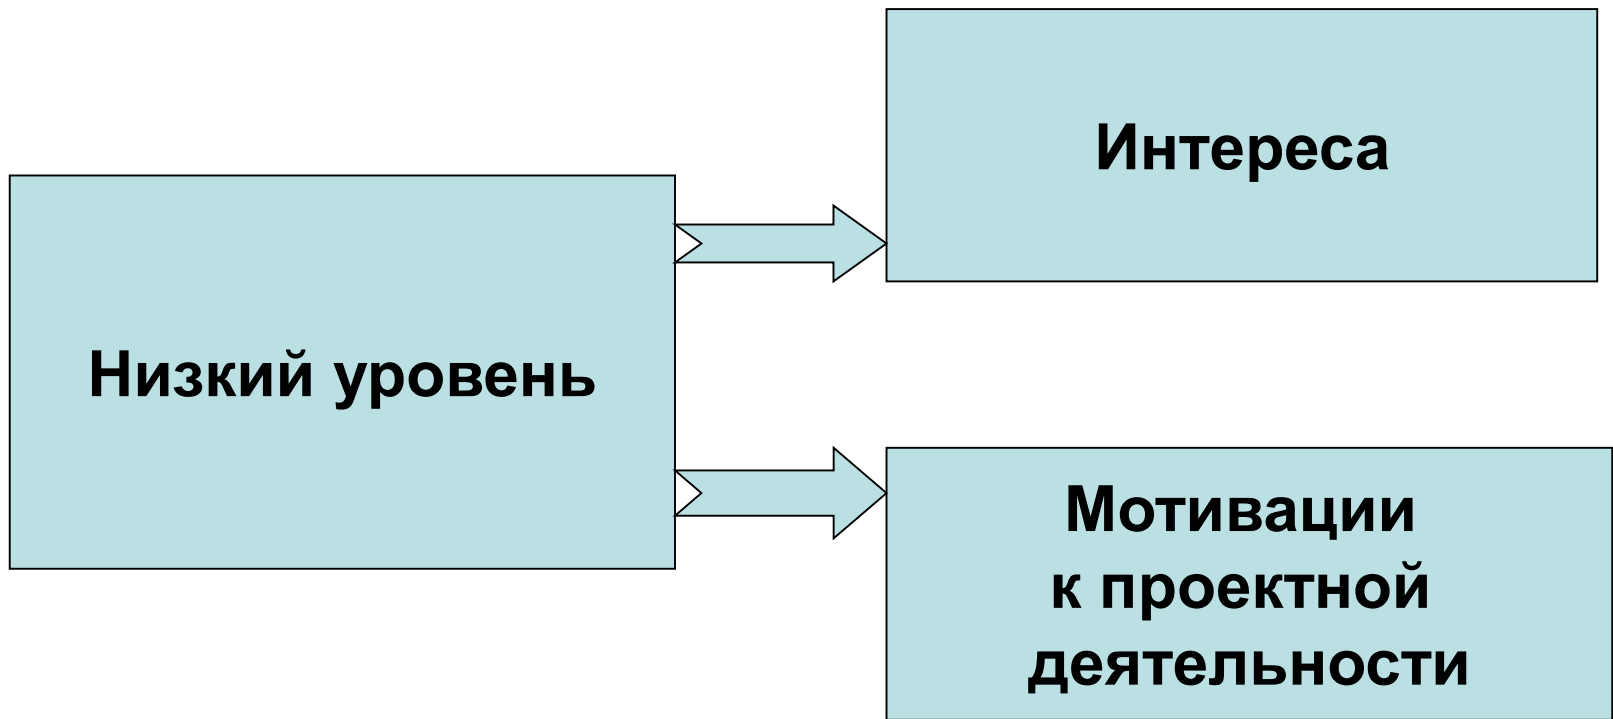 Низкий уровень
Интереса
Мотивации
к проектной
деятельности